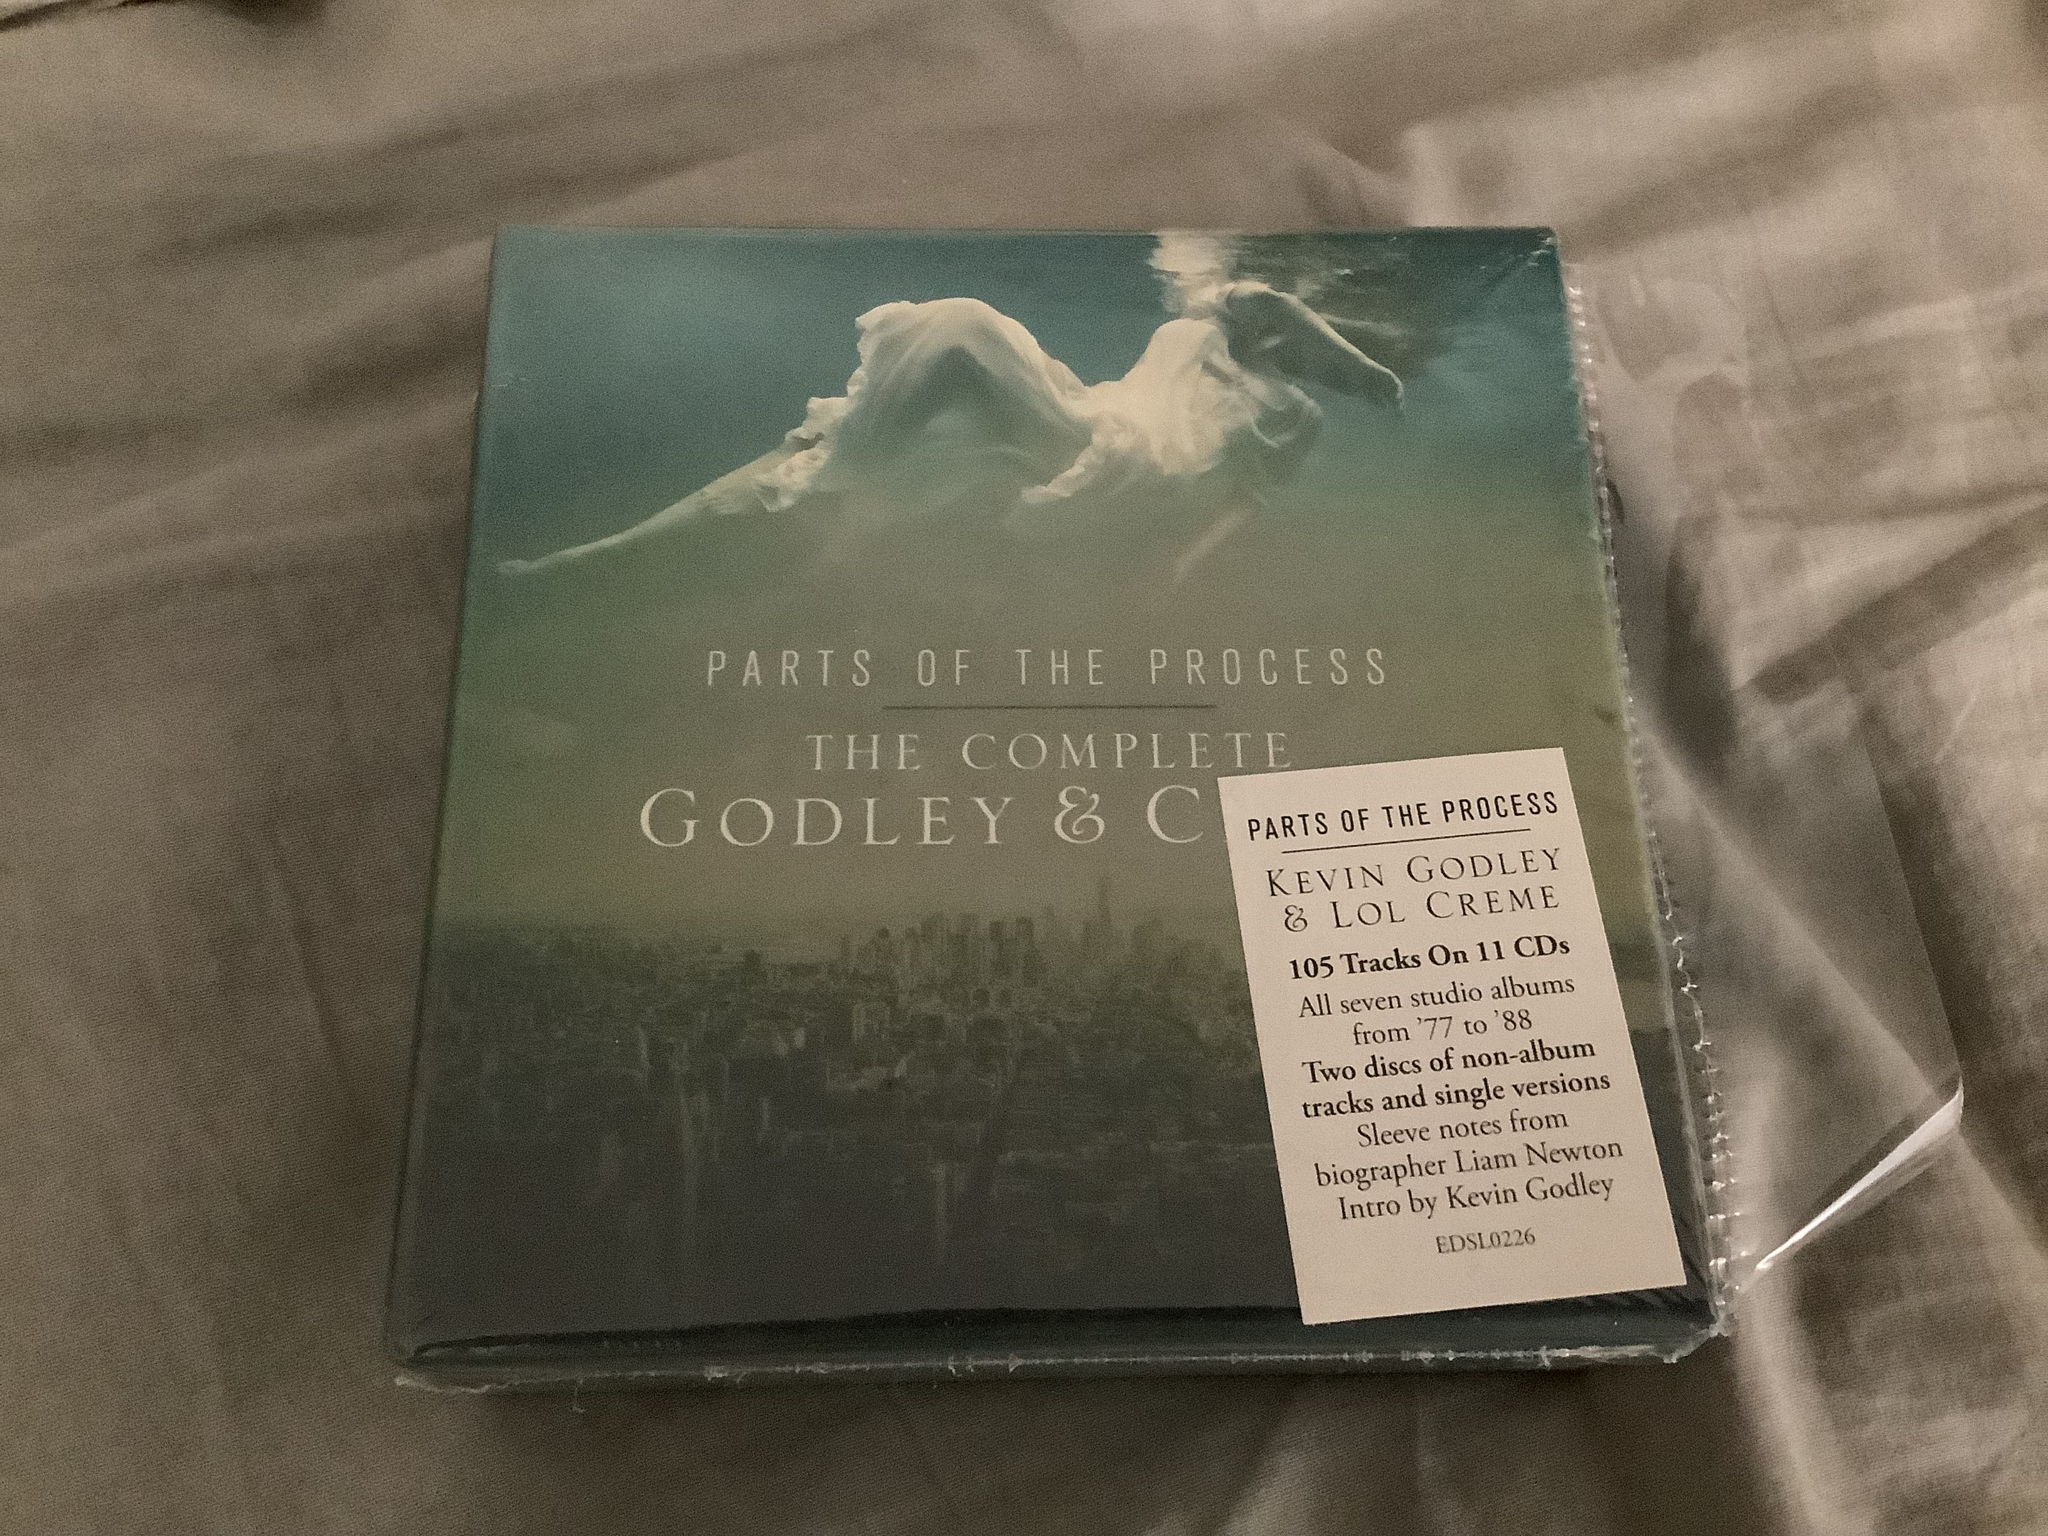 PARTS OF THE PROCESS
THE COMPLETE
GODLEY & C
PARTS OF THE PROCESS
KEVIN GODLEY
& LOL CREME
105 Tracks On 11 CDs
All seven studio albums
from ’77 to ’88
Two discs of non-album
tracks and single versions
Sleeve notes from
biographer Liam Newton
Intro by Kevin Godley
EDSL0226